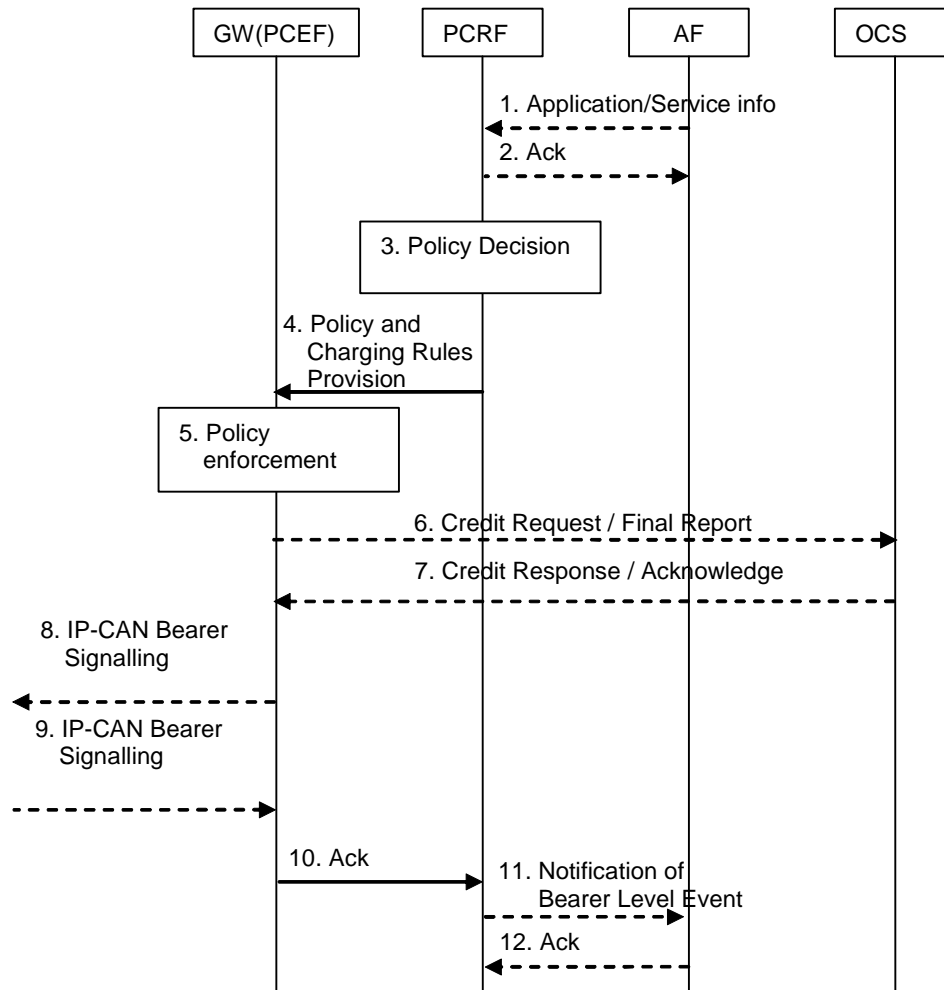 GW(PCEF)
PCRF
AF
OCS
1. Application/Service info
2. Ack
3. Policy Decision
4. Policy and
Charging Rules
Provision
5. Policy
enforcement
6. Credit Request / Final Report
7. Credit Response / Acknowledge
8. IP-CAN Bearer
Signalling
9. IP-CAN Bearer
Signalling
10. Ack
11. Notification of
Bearer Level Event
12. Ack